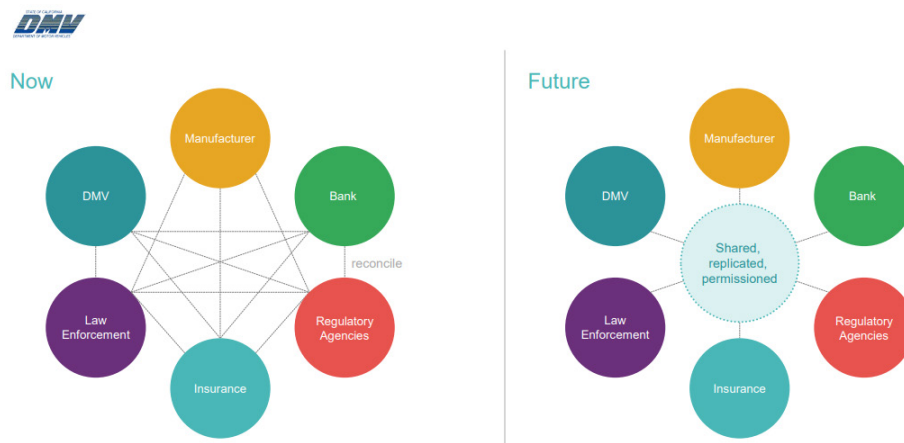 STATE OF CALIFORNIA
DMV
DEPARTMENT OF MOTOR VEHICLES
Now
Manufacturer
DMV
Bank
reconcile
Law
Enforcement
Regulatory
Agencies
Insurance
Future
Manufacturer
DMV
Bank
Shared,
replicated,
permissioned
Law
Enforcement
Regulatory
Agencies
Insurance